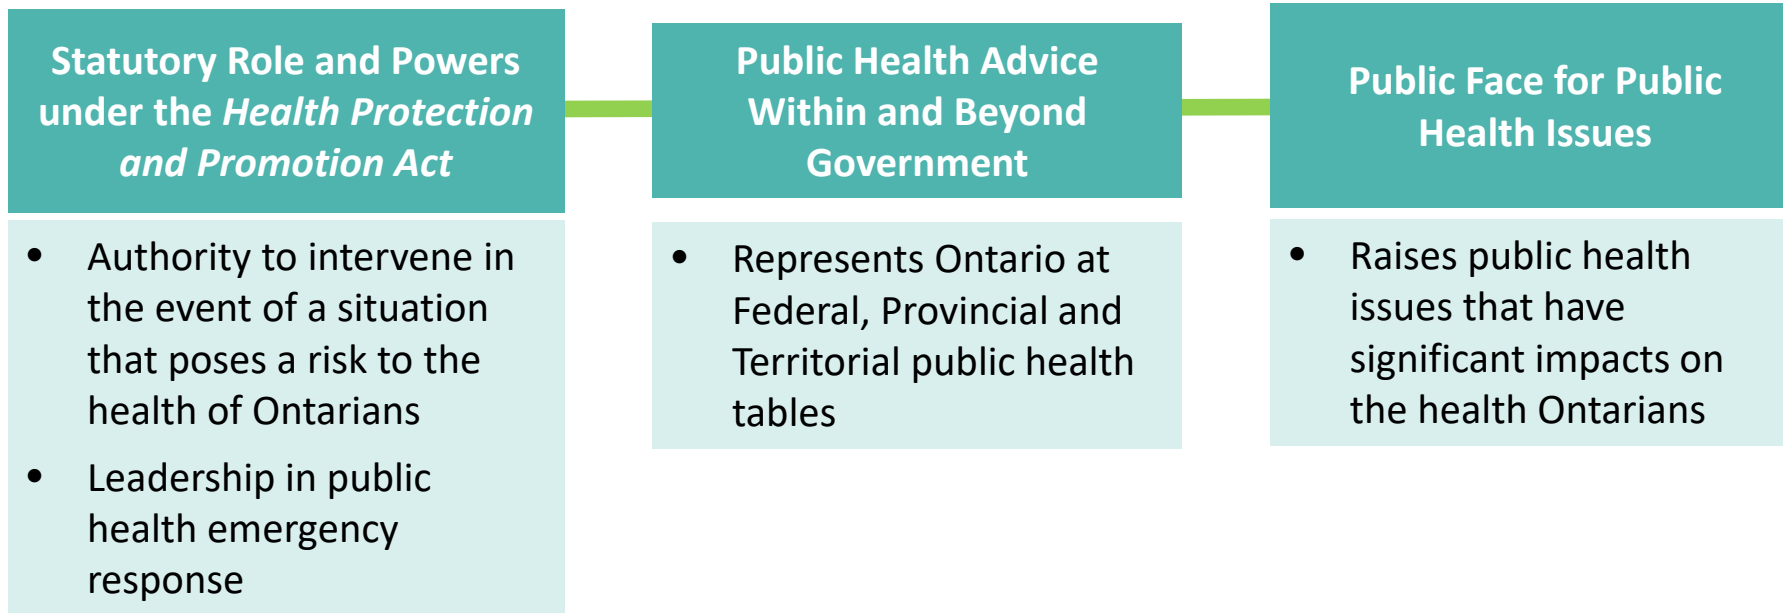 Statutory Role and Powers
under the Health Protection
and Promotion Act
• Authority to intervene in
the event of a situation
that poses a risk to the
health of Ontarians
• Leadership in public
health emergency
response
Public Health Advice
Within and Beyond
Government
• Represents Ontario at
Federal, Provincial and
Territorial public health
tables
Public Face for Public
Health Issues
• Raises public health
issues that have
significant impacts on
the health Ontarians